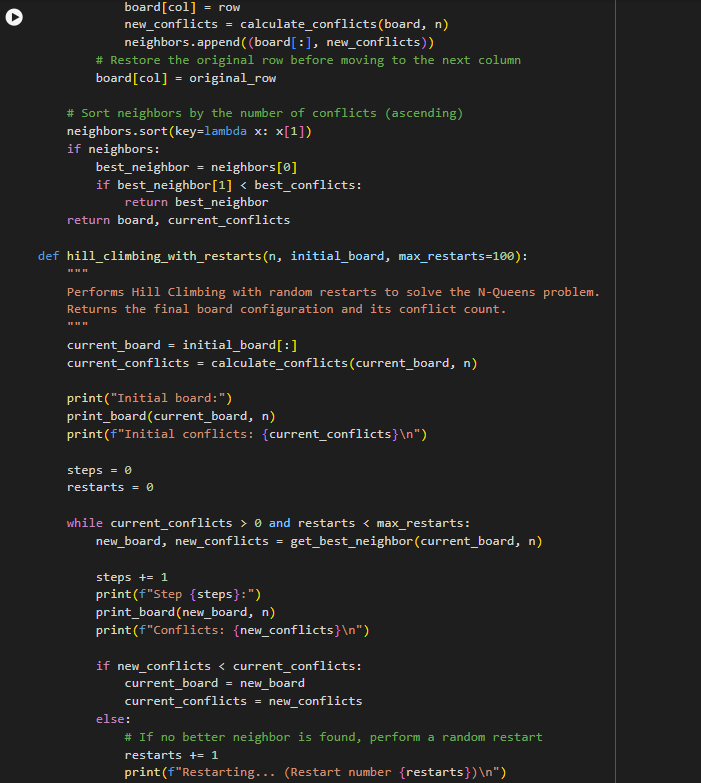 board[col] = row
            new_conflicts = calculate_conflicts(board, n)
            neighbors.append((board[:], new_conflicts))
        # Restore the original row before moving to the next column
        board[col] = original_row

    # Sort neighbors by the number of conflicts (ascending)
    neighbors.sort(key=lambda x: x[1])
    if neighbors:
        best_neighbor = neighbors[0]
        if best_neighbor[1] < best_conflicts:
            return best_neighbor
    return board, current_conflicts

def hill_climbing_with_restarts(n, initial_board, max_restarts=100):
    """
    Performs Hill Climbing with random restarts to solve the N-Queens problem.
    Returns the final board configuration and its conflict count.
    """
    current_board = initial_board[:]
    current_conflicts = calculate_conflicts(current_board, n)

    print("Initial board:")
    print_board(current_board, n)
    print(f"Initial conflicts: {current_conflicts}\n")

    steps = 0
    restarts = 0

    while current_conflicts > 0 and restarts < max_restarts:
        new_board, new_conflicts = get_best_neighbor(current_board, n)

        steps += 1
        print(f"Step {steps}:")
        print_board(new_board, n)
        print(f"Conflicts: {new_conflicts}\n")

        if new_conflicts < current_conflicts:
            current_board = new_board
            current_conflicts = new_conflicts
        else:
            # If no better neighbor is found, perform a random restart
            restarts += 1
            print(f"Restarting... (Restart number {restarts})\n")